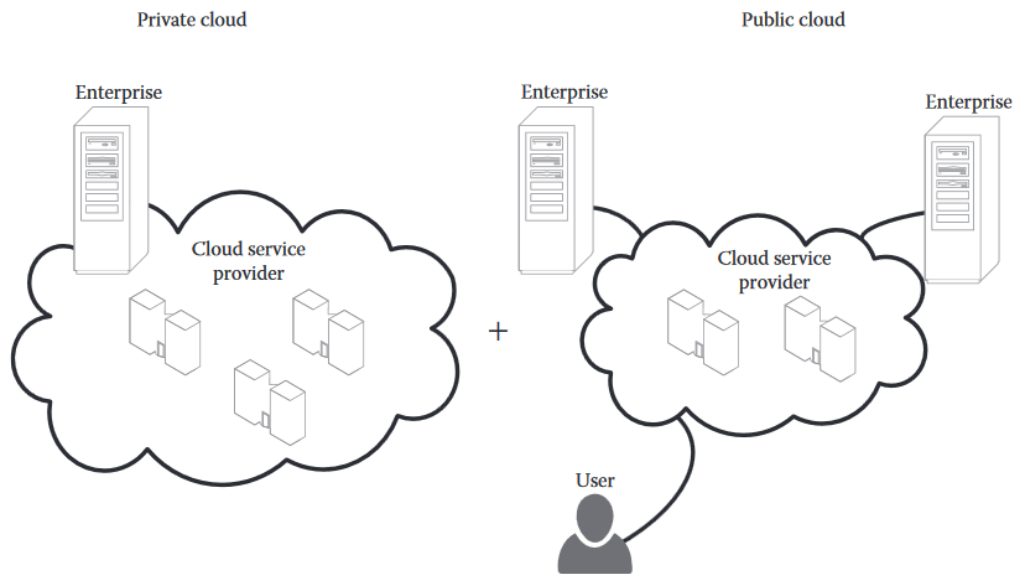 Private cloud
Public cloud
Enterprise
Enterprise
Enterprise
Cloud service
provider
Cloud service
provider
+
User